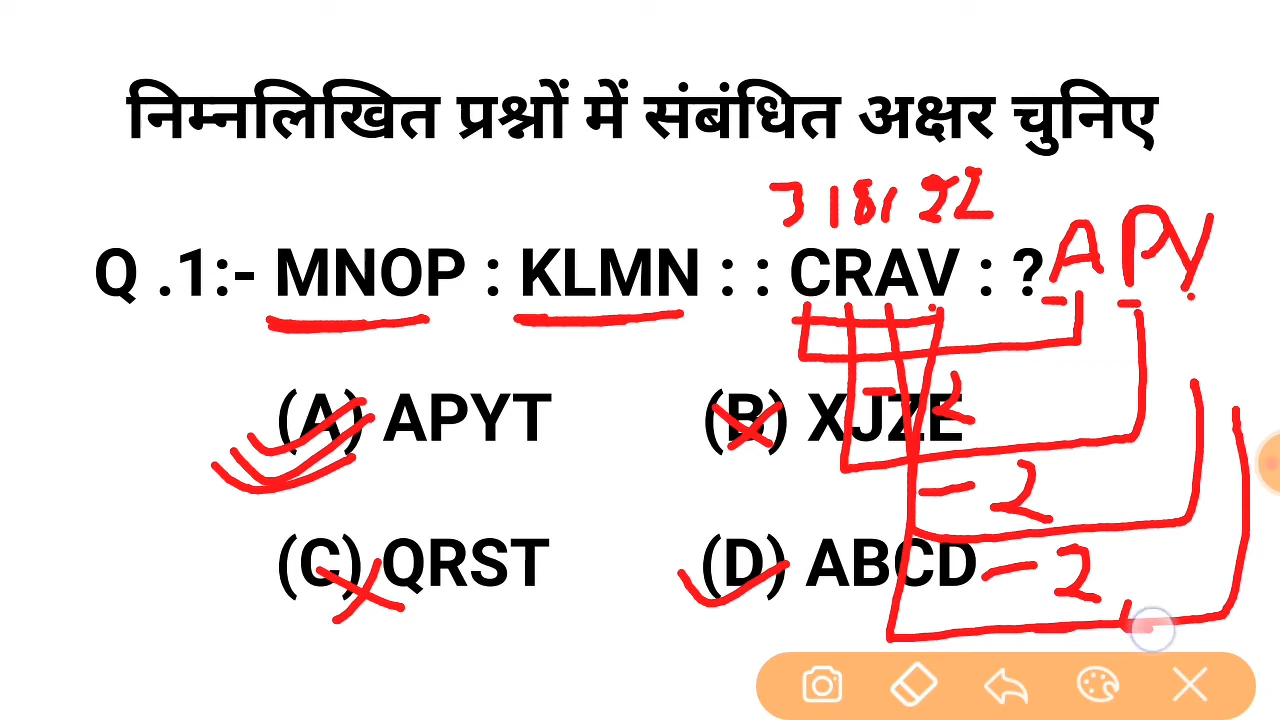 निम्नलिखित प्रश्नों में संबंधित अक्षर चुनिए
3 18 1 22
Q .1:- MNOP : KLMN : : CRAV : ? A P Y
(A) APYT (B) XJZE
- 2
- 2
(C) QRST (D) ABCD - 2